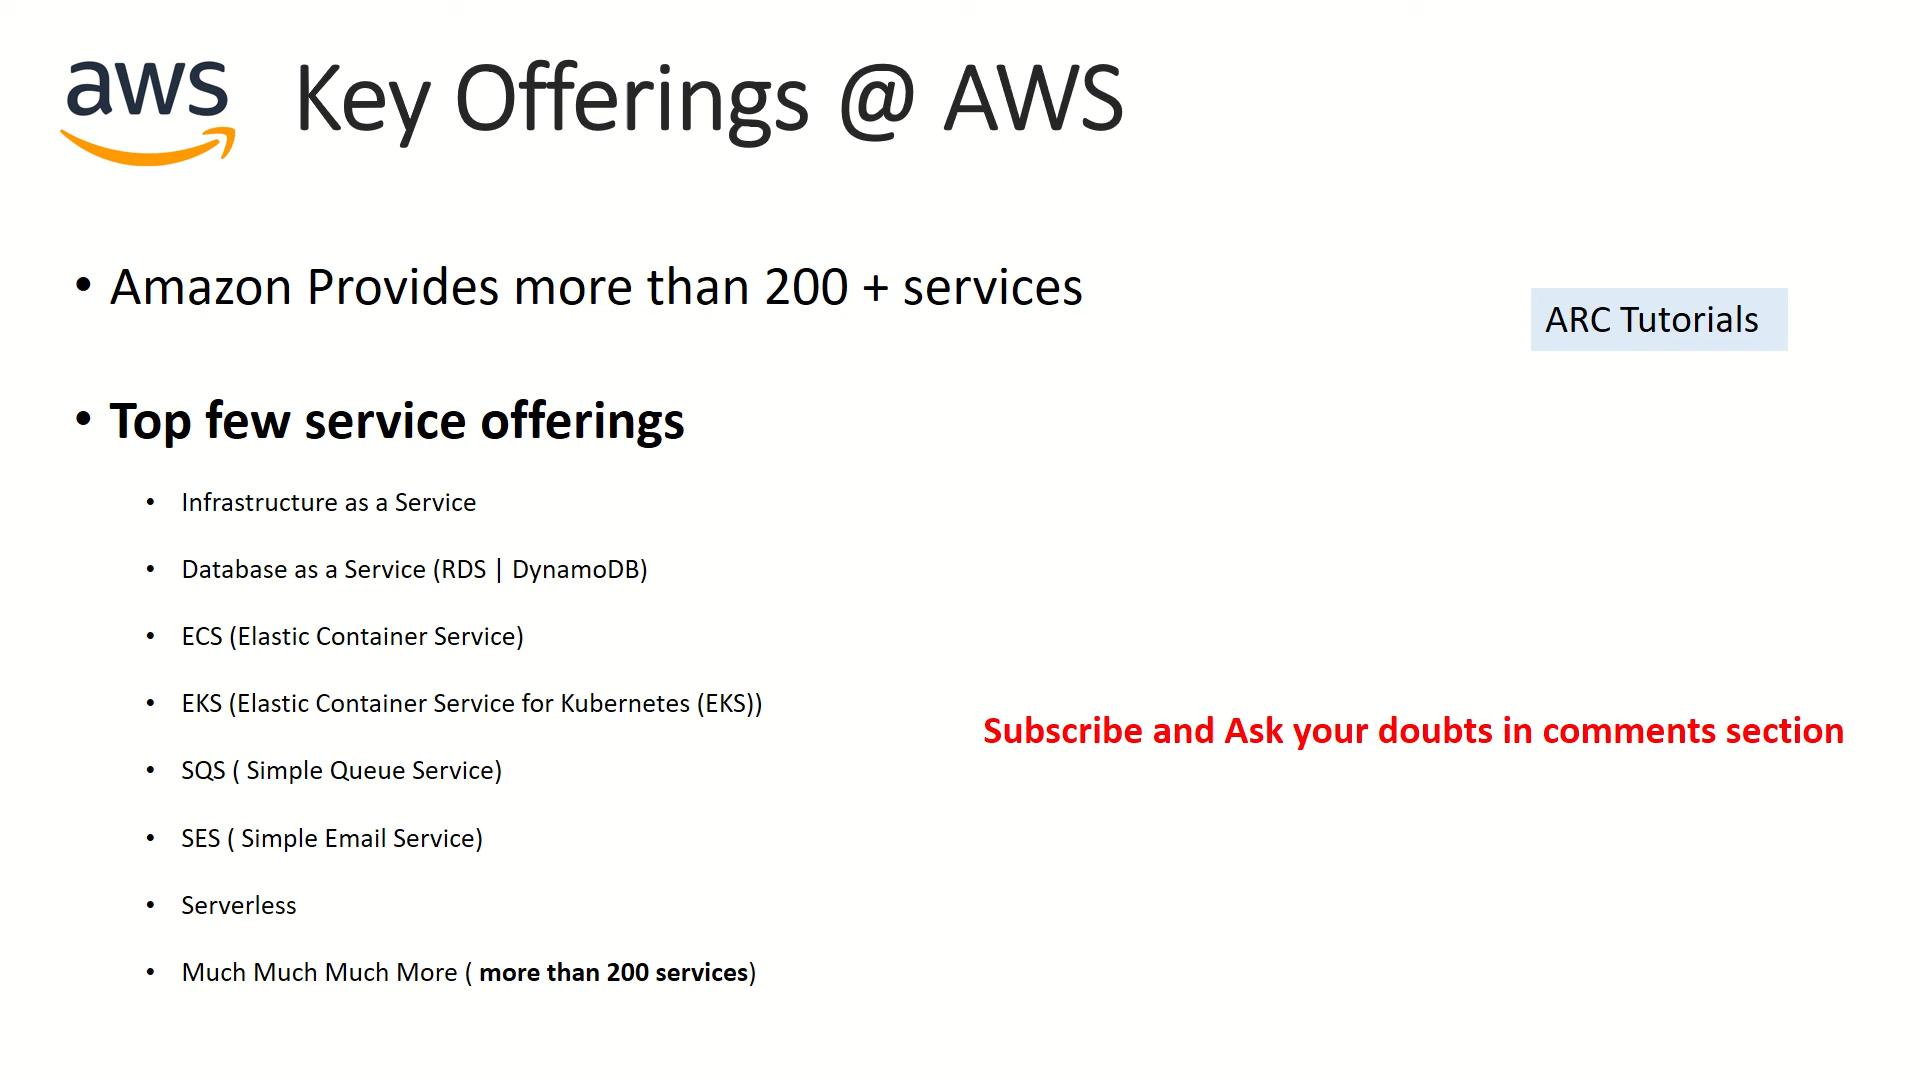 aws
Key Offerings @ AWS
• Amazon Provides more than 200 + services
ARC Tutorials
• Top few service offerings
• Infrastructure as a Service
• Database as a Service (RDS | DynamoDB)
• ECS (Elastic Container Service)
• EKS (Elastic Container Service for Kubernetes (EKS))
Subscribe and Ask your doubts in comments section
• SQS ( Simple Queue Service)
• SES ( Simple Email Service)
• Serverless
• Much Much Much More ( more than 200 services)